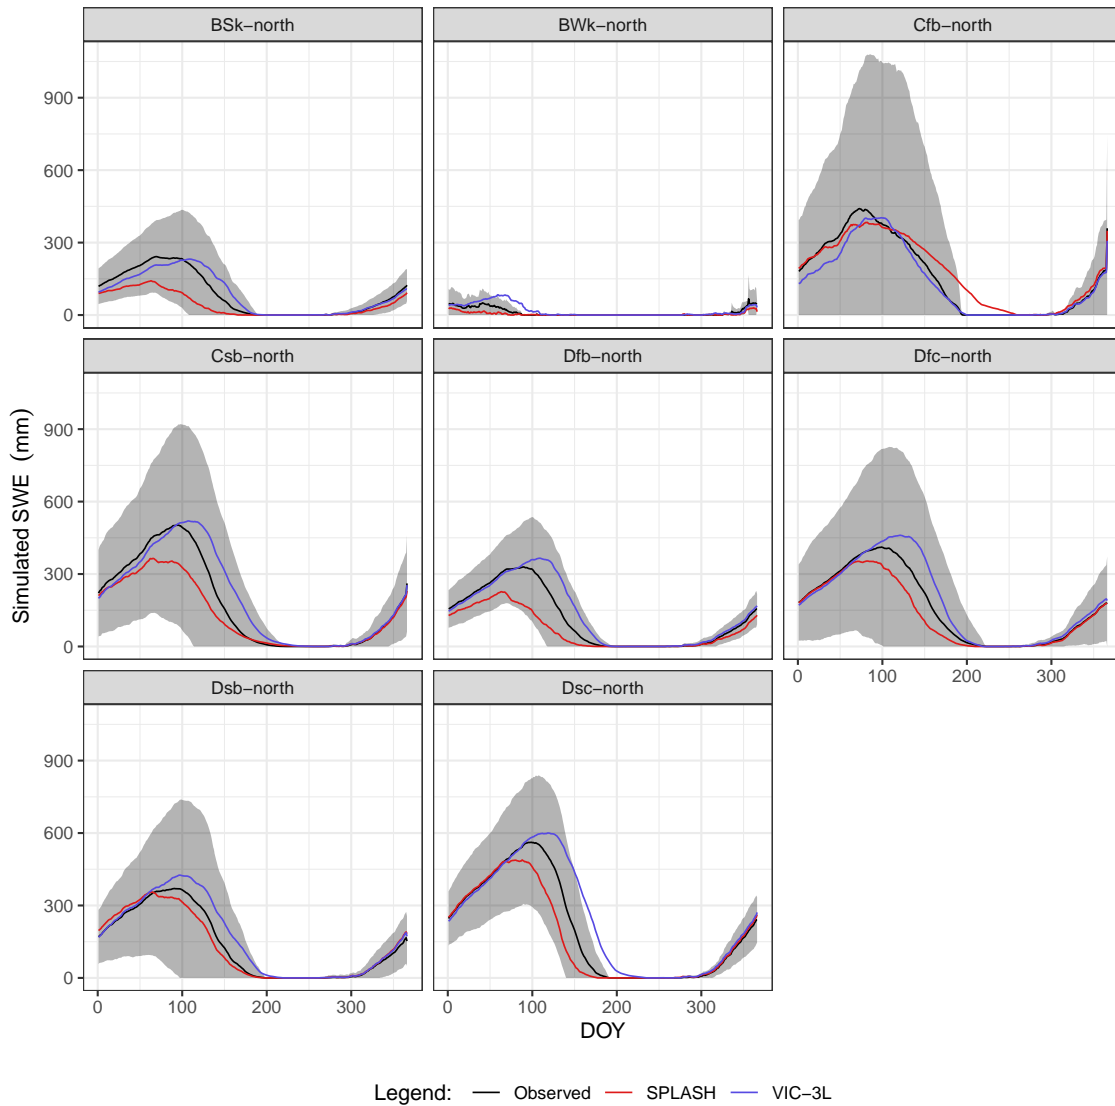 BSk−north BWk−north Cfb−north
900
600
300
0
Csb−north Dfb−north Dfc−north
900
600
300
0
0 100 200 300
Dsb−north Dsc−north
900
600
300
0
0 100 200 300 0 100 200 300
Simulated SWE (mm)
DOY
Legend: Observed SPLASH VIC−3L